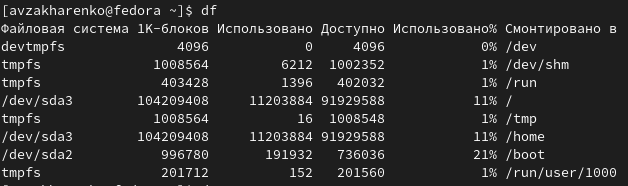 [avzakharenko@fedora ~]$ df
Файловая система 1K-блоков Использовано Доступно Использовано% Смонтировано в
devtmpfs 4096 0 4096 0% /dev
tmpfs 1008564 6212 1002352 1% /dev/shm
tmpfs 403428 1396 402032 1% /run
/dev/sda3 104209408 11203884 91929588 11% /
tmpfs 1008564 16 1008548 1% /tmp
/dev/sda3 104209408 11203884 91929588 11% /home
/dev/sda2 996780 191932 736036 21% /boot
tmpfs 201712 152 201560 1% /run/user/1000